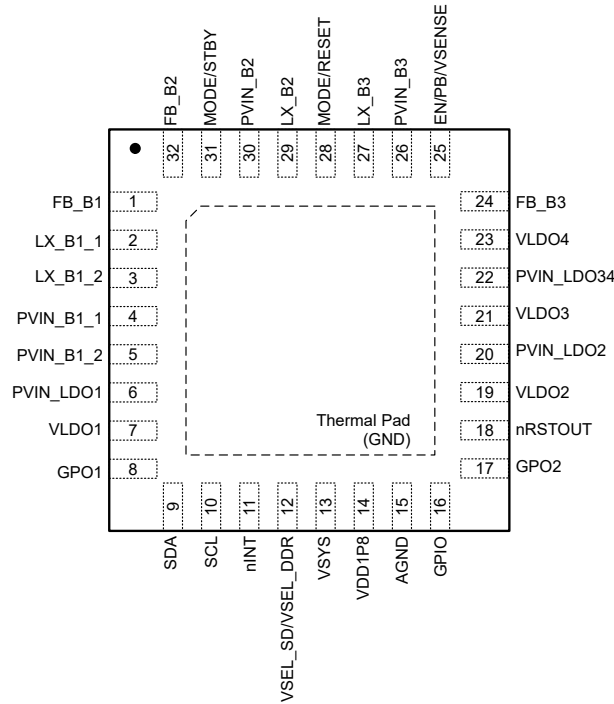 FB_B2
MODE/STBY
PVIN_B2
LX_B2
MODE/RESET
LX_B3
PVIN_B3
EN/PB/VSENSE
32
31
30
29
28
27
26
25
FB_B1 1
LX_B1_1 2
LX_B1_2 3
PVIN_B1_1 4
PVIN_B1_2 5
PVIN_LDO1 6
VLDO1 7
GPO1 8
24 FB_B3
23 VLDO4
22 PVIN_LDO34
21 VLDO3
20 PVIN_LDO2
19 VLDO2
18 nRSTOUT
17 GPO2
Thermal Pad
(GND)
9
10
11
12
13
14
15
16
SDA
SCL
nINT
VSEL_SD/VSEL_DDR
VSYS
VDD1P8
AGND
GPIO